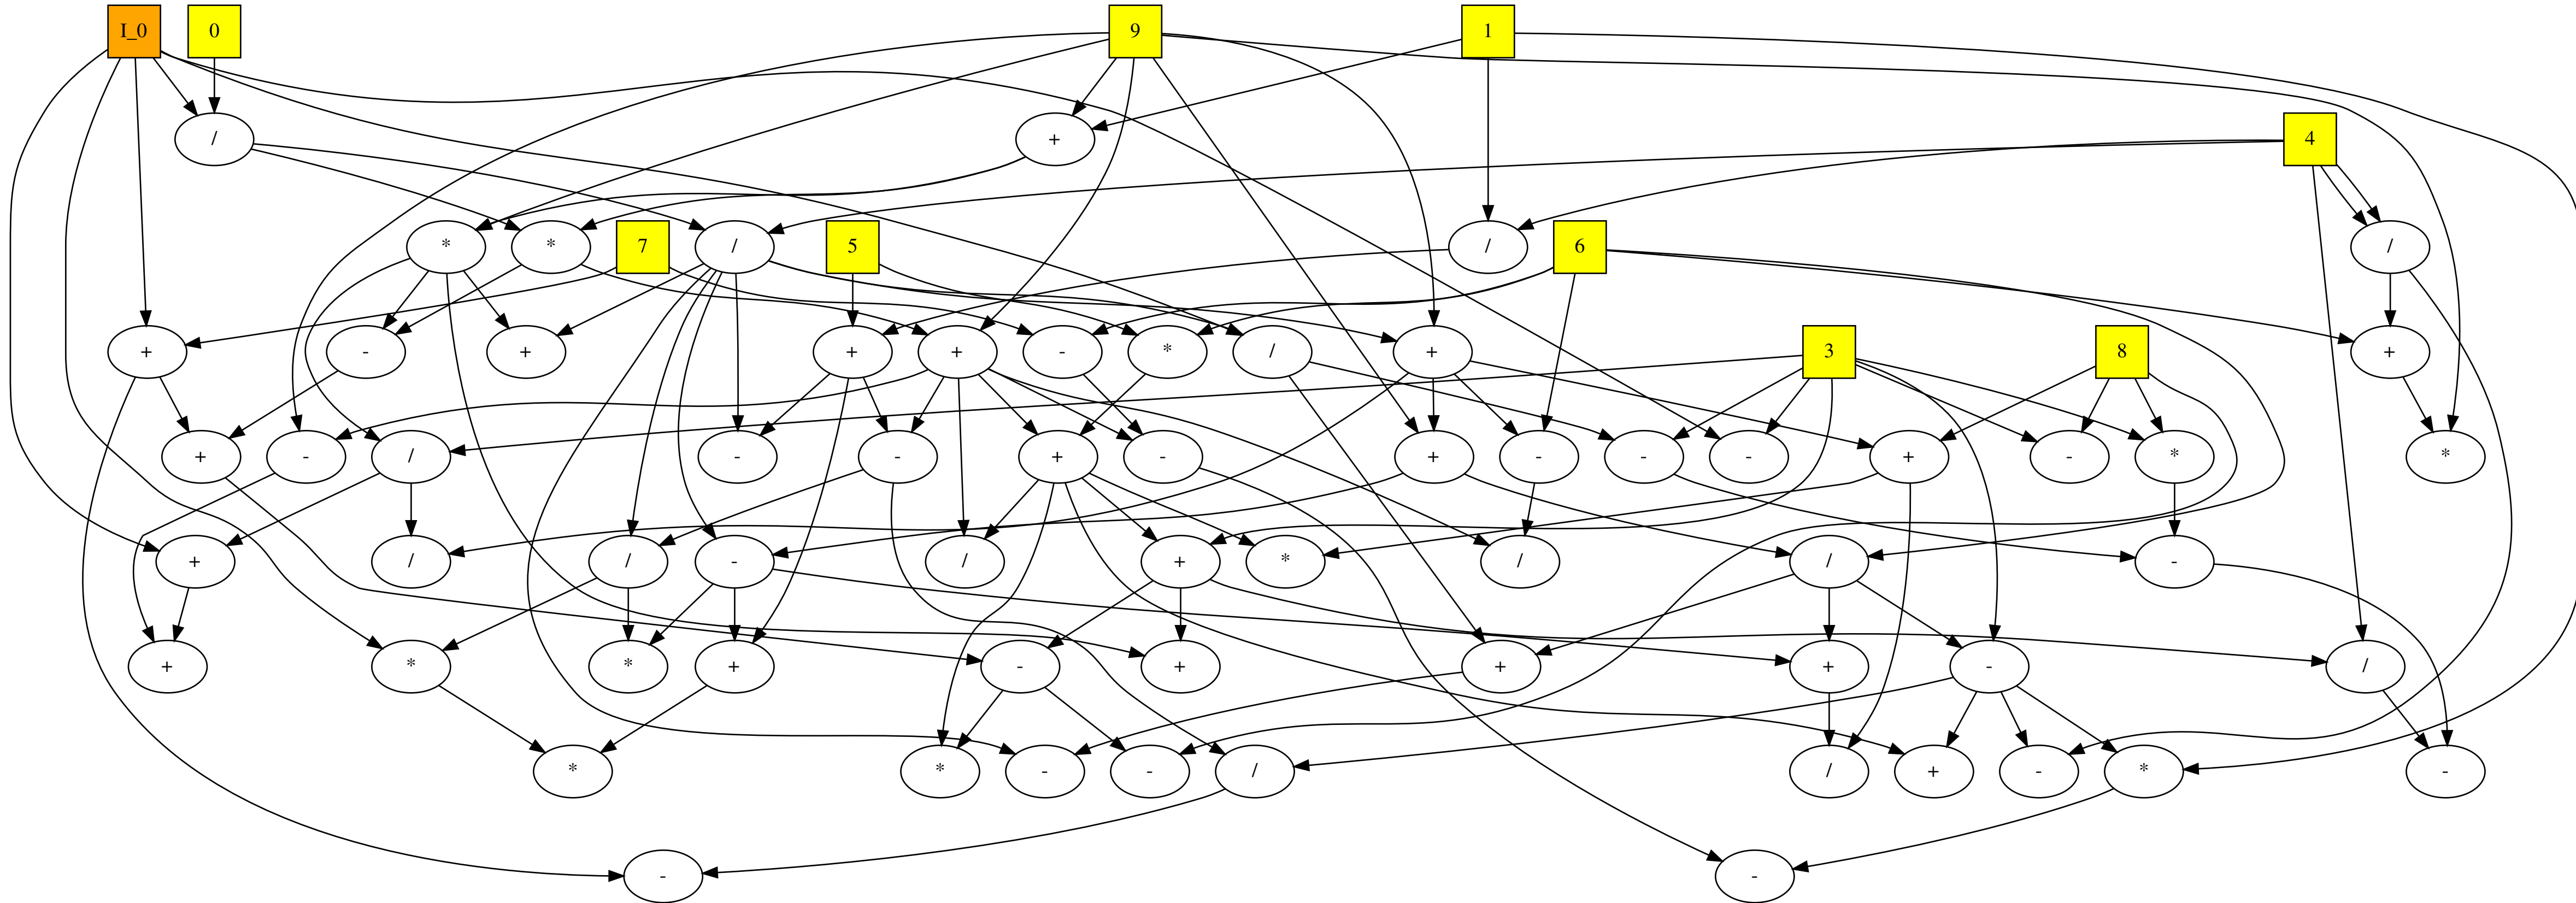 I_0 0 9 1
/ + 4
* * 7 / 5 / 6 /
+ - + + + - * / + 3 8 +
+ - / - - + - + - - - + - * *
+ / / - / + * / / -
+ * * + - + + + - /
* * - - / / + - * -
- -